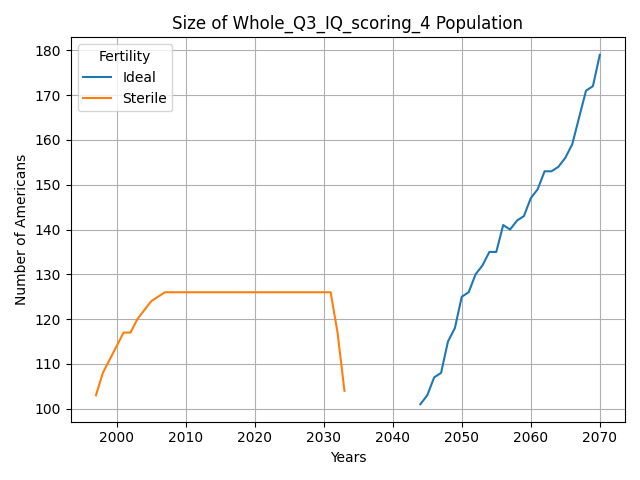 Size of Whole_Q3_IQ_scoring_4 Population
Fertility
Ideal
Sterile
Number of Americans
180
170
160
150
140
130
120
110
100
2000 2010 2020 2030 2040 2050 2060 2070
Years